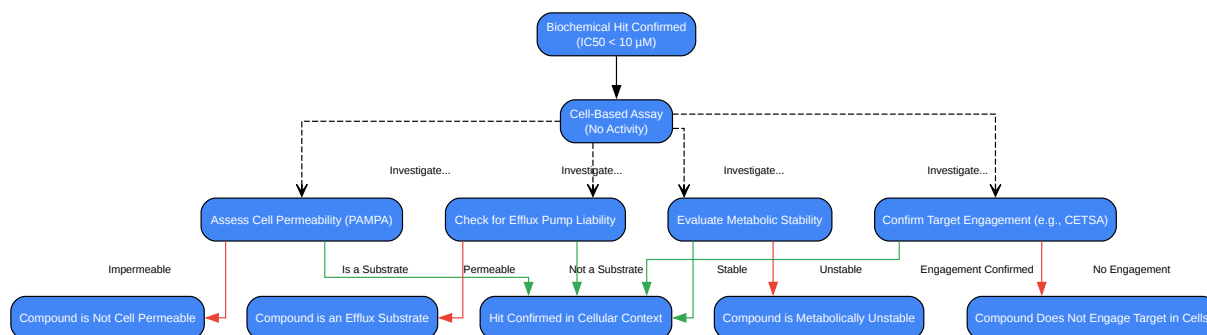 Biochemical Hit Confirmed
(IC50 < 10 µM)
Cell-Based Assay
(No Activity)
Investigate...
Investigate...
Investigate...
Investigate...
Assess Cell Permeability (PAMPA)
Check for Efflux Pump Liability
Evaluate Metabolic Stability
Confirm Target Engagement (e.g., CETSA)
Impermeable
Is a Substrate
Permeable
Not a Substrate
Stable
Unstable
Engagement Confirmed
No Engagement
Compound is Not Cell Permeable
Compound is an Efflux Substrate
Hit Confirmed in Cellular Context
Compound is Metabolically Unstable
Compound Does Not Engage Target in Cells